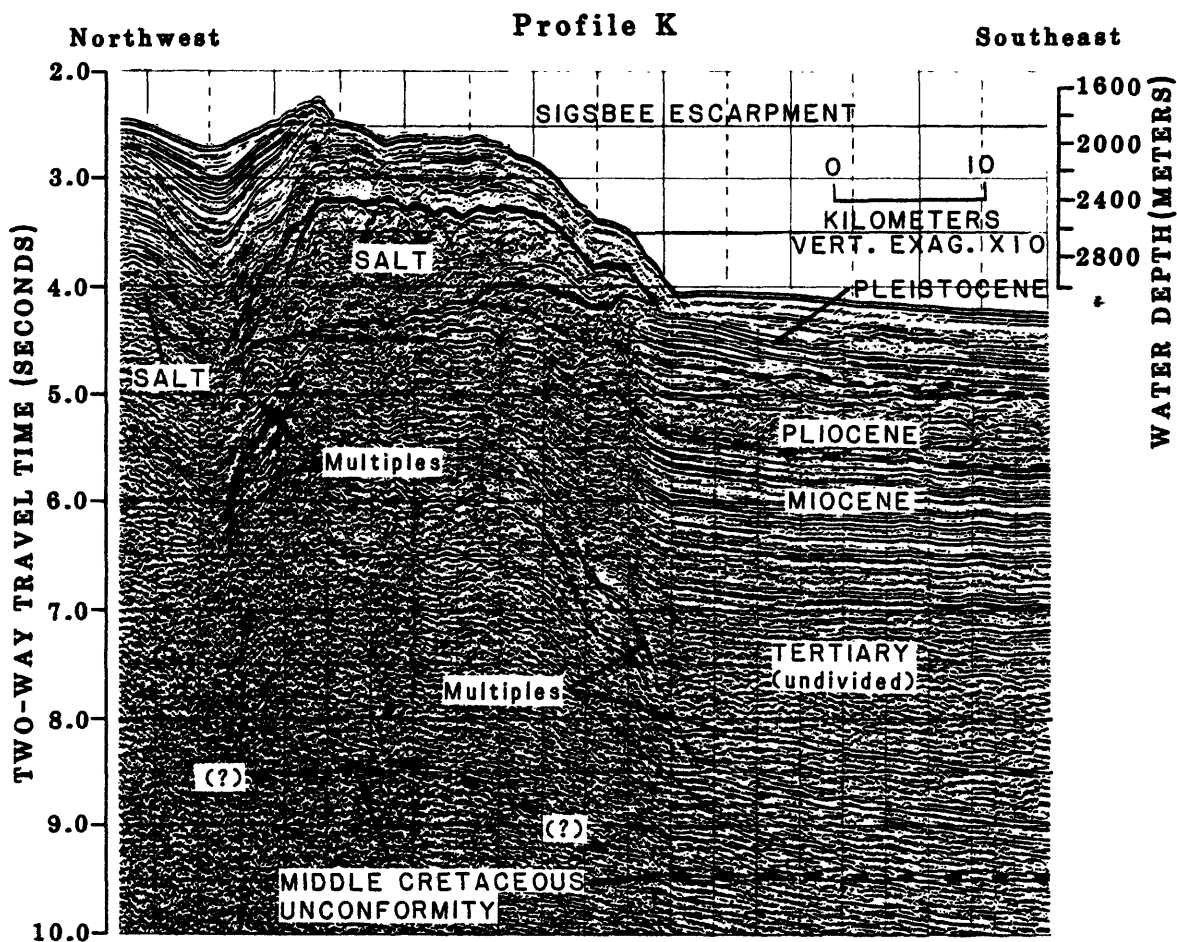 Profile K
Northwest
Southeast
SIGSBEE ESCARPMENT
0 10
KILOMETERS
VERT. EXAG. 1X10
SALT
PLEISTOCENE
SALT
PLIOCENE
Multiples
MIOCENE
TERTIARY
(undivided)
Multiples
(?)
(?)
MIDDLE CRETACEOUS
UNCONFORMITY
TWO-WAY TRAVEL TIME (SECONDS)
2.0
3.0
4.0
5.0
6.0
7.0
8.0
9.0
10.0
1600
2000
2400
2800
WATER DEPTH (METERS)